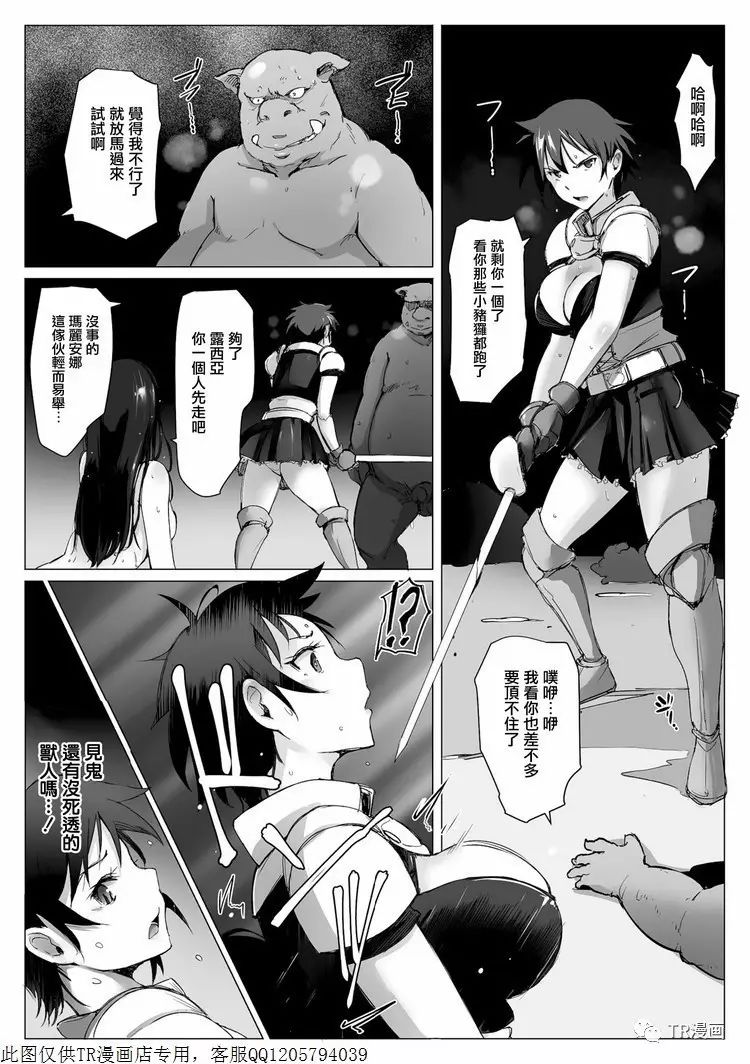 哈啊哈啊
就剩你一個了
看你那些小豬玀都跑了
噗咿…咿
我看你也差不多
要頂不住了
覺得我不行了
就放馬過來
試試啊
夠了
露西亞
你一個人先走吧
沒事的
瑪麗安娜
這傢伙輕而易舉…
!?
見鬼
還有沒死透的
獸人嗎…!
TR漫画
此图仅供TR漫画店专用，客服QQ1205794039